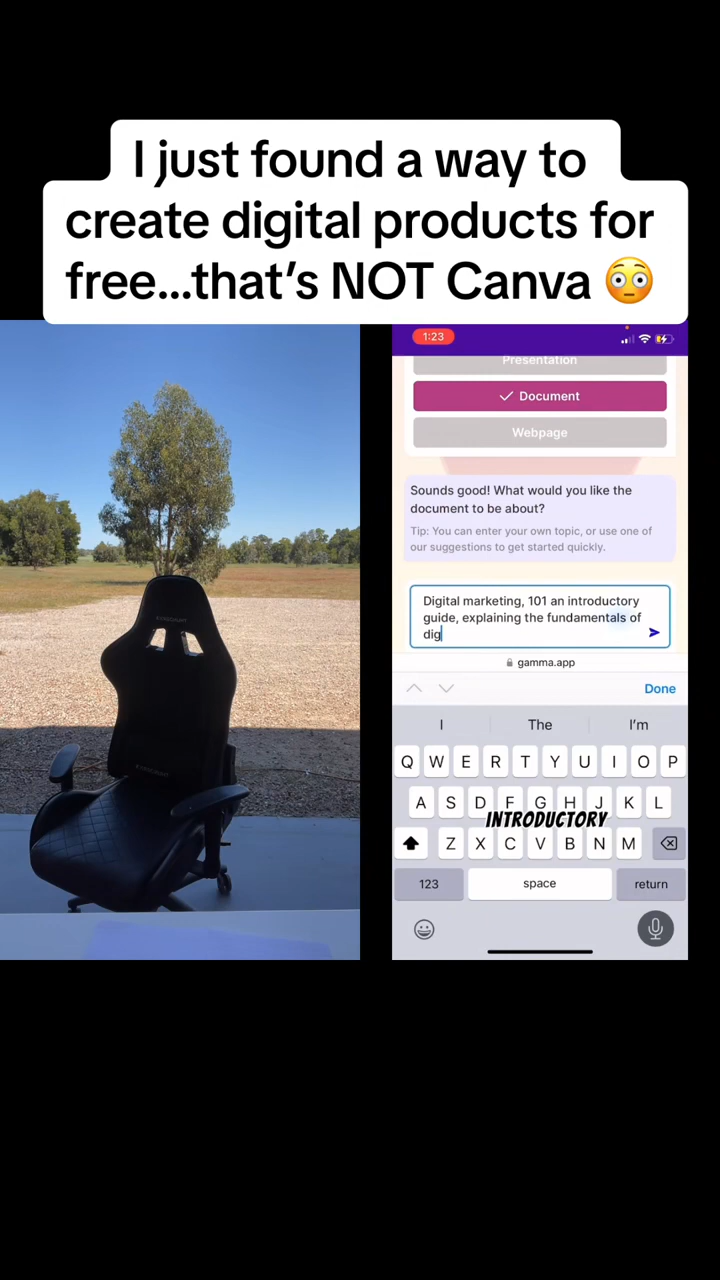 I just found a way to
create digital products for
free...that's NOT Canva 😳
1:23
Presentation
✓ Document
Webpage
Sounds good! What would you like the
document to be about?
Tip: You can enter your own topic, or use one of
our suggestions to get started quickly.
Digital marketing, 101 an introductory
guide, explaining the fundamentals of
dig
gamma.app
Done
I The I'm
Q W E R T Y U I O P
A S D F G H J K L
INTRODUCTORY
Z X C V B N M
123 space return